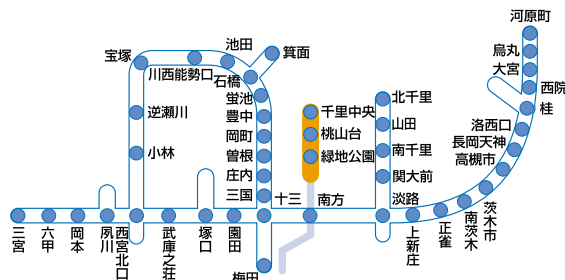 河原町
烏丸
大宮
西院
桂
洛西口
長岡天神
高槻市
茨木市
南茨木
正雀
上新庄
淡路
北千里
山田
南千里
関大前
千里中央
桃山台
緑地公園
南方
十三
梅田
池田
箕面
宝塚
川西能勢口
石橋
蛍池
豊中
岡町
曽根
庄内
三国
逆瀬川
小林
三宮
六甲
岡本
夙川
西宮北口
武庫之荘
塚口
園田